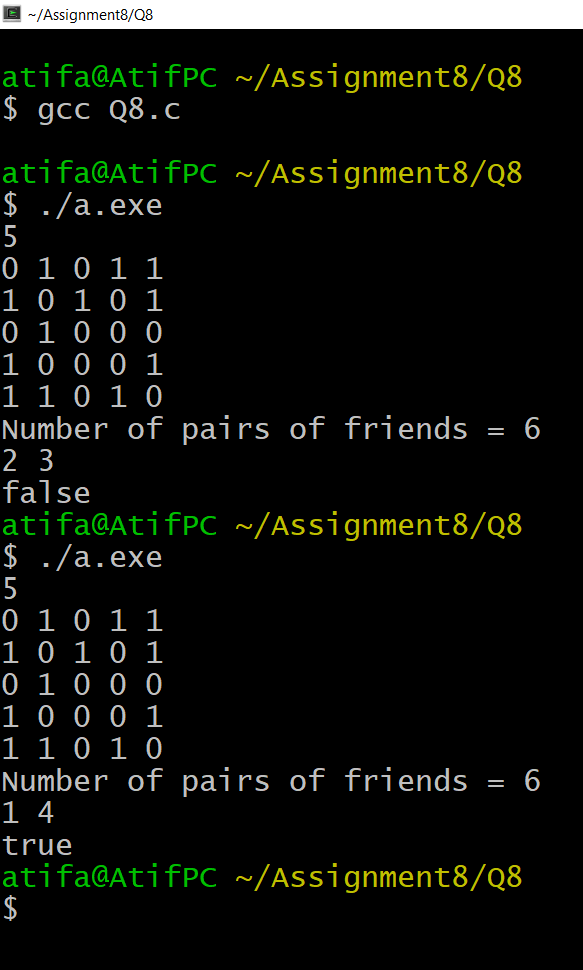 ~/Assignment8/Q8
atifa@AtifPC ~/Assignment8/Q8
$ gcc Q8.c
atifa@AtifPC ~/Assignment8/Q8
$ ./a.exe
5
0 1 0 1 1
1 0 1 0 1
0 1 0 0 0
1 0 0 0 1
1 1 0 1 0
Number of pairs of friends = 6
2 3
false
atifa@AtifPC ~/Assignment8/Q8
$ ./a.exe
5
0 1 0 1 1
1 0 1 0 1
0 1 0 0 0
1 0 0 0 1
1 1 0 1 0
Number of pairs of friends = 6
1 4
true
atifa@AtifPC ~/Assignment8/Q8
$